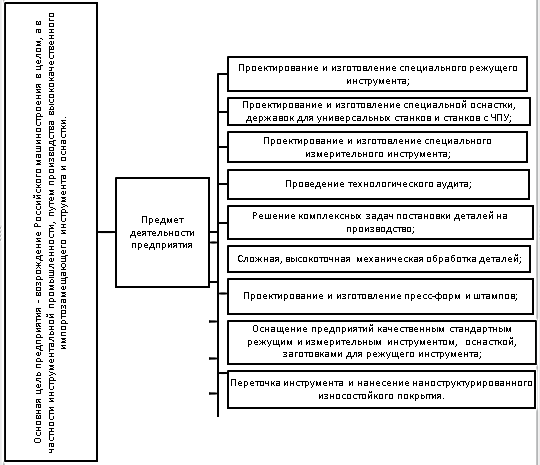 Основная цель предприятия - возрождение Российского машиностроения в целом, а в
частности инструментальной промышленности, путем производства высококачественного
импортозамещающего инструмента и оснастки.
Предмет
деятельности
предприятия
Проектирование и изготовление специального режущего
инструмента;
Проектирование и изготовление специальной оснастки,
державок для универсальных станков и станков с ЧПУ;
Проектирование и изготовление специального
измерительного инструмента;
Проведение технологического аудита;
Решение комплексных задач постановки деталей на
производство;
Сложная, высокоточная механическая обработка деталей;
Проектирование и изготовление пресс-форм и штампов;
Оснащение предприятий качественным стандартным
режущим и измерительным инструментом, оснасткой,
заготовками для режущего инструмента;
Переточка инструмента и нанесение наноструктурированного
износостойкого покрытия.